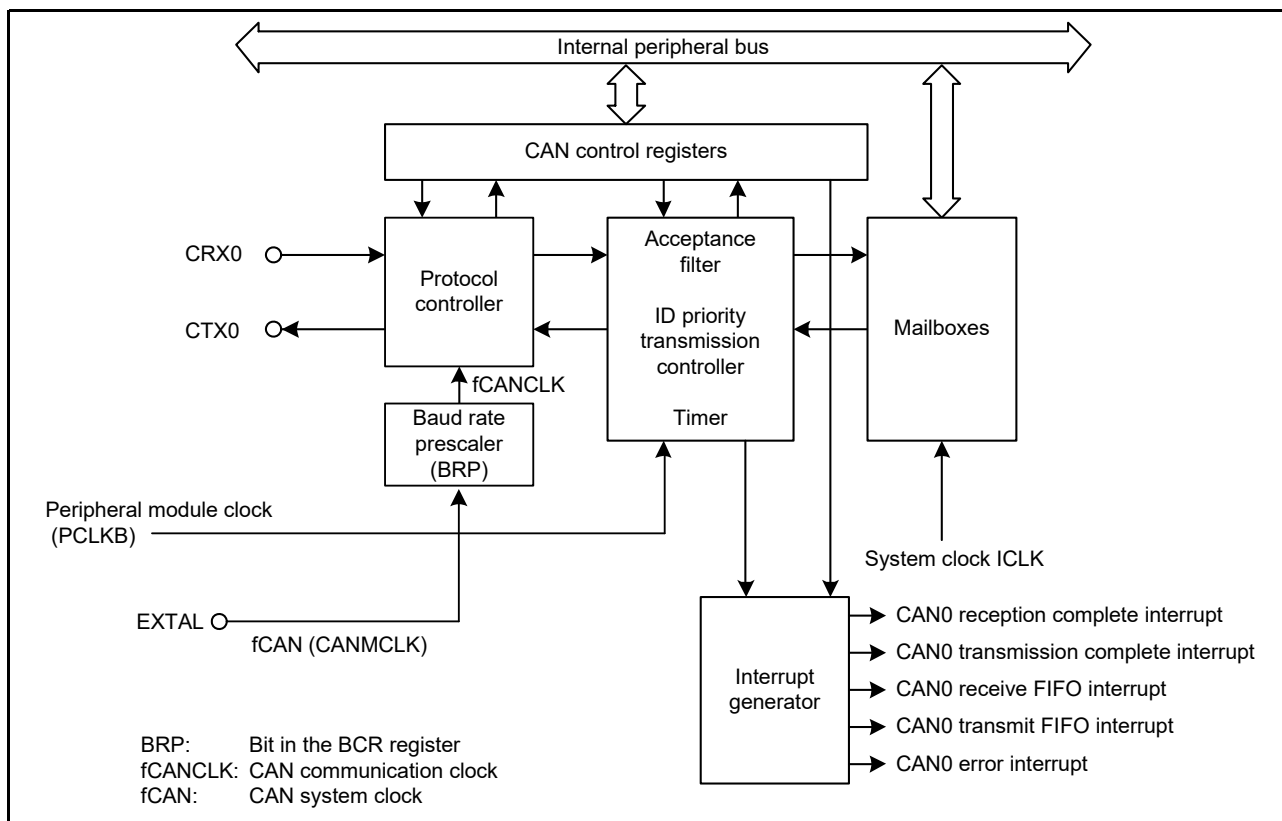 Internal peripheral bus
CAN control registers
CRX0
CTX0
Protocol
controller
Acceptance
filter
ID priority
transmission
controller
Timer
Mailboxes
fCANCLK
Baud rate
prescaler
(BRP)
Peripheral module clock
(PCLKB)
System clock ICLK
EXTAL
fCAN (CANMCLK)
Interrupt
generator
CAN0 reception complete interrupt
CAN0 transmission complete interrupt
CAN0 receive FIFO interrupt
CAN0 transmit FIFO interrupt
CAN0 error interrupt
BRP: Bit in the BCR register
fCANCLK: CAN communication clock
fCAN: CAN system clock